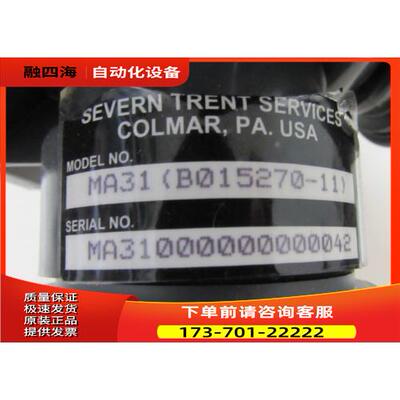 融四海
自动化设备
SEVERN TRENT SERVICES
COLMAR, PA. USA
MODEL NO.
MA31(B015270-11)
SERIAL NO.
MA31000000000042
质量保证
极速发货
原装正品
提供发票
下单前请咨询客服
173-701-22222